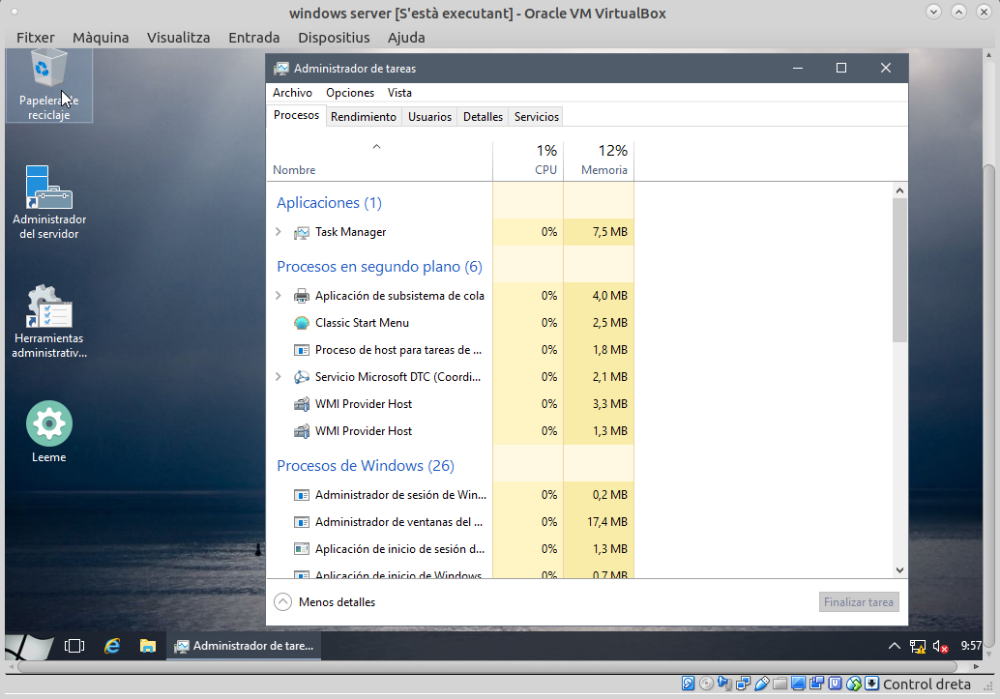 windows server [S'està executant] - Oracle VM VirtualBox
Fitxer Màquina Visualitza Entrada Dispositius Ajuda
Papelera de
reciclaje
Administrador
del servidor
Herramientas
administrativ...
Leeme
Administrador de tareas
Archivo Opciones Vista
Procesos Rendimiento Usuarios Detalles Servicios
1% 12%
Nombre CPU Memoria
Aplicaciones (1)
Task Manager 0% 7,5 MB
Procesos en segundo plano (6)
Aplicación de subsistema de cola 0% 4,0 MB
Classic Start Menu 0% 2,5 MB
Proceso de host para tareas de ... 0% 1,8 MB
Servicio Microsoft DTC (Coordi... 0% 2,1 MB
WMI Provider Host 0% 3,3 MB
WMI Provider Host 0% 1,3 MB
Procesos de Windows (26)
Administrador de sesión de Win... 0% 0,2 MB
Administrador de ventanas del ... 0% 17,4 MB
Aplicación de inicio de sesión d... 0% 1,3 MB
Aplicación de inicio de Windows 0% 0,7 MB
Menos detalles Finalizar tarea
Administrador de tare... 9:57
Control dreta